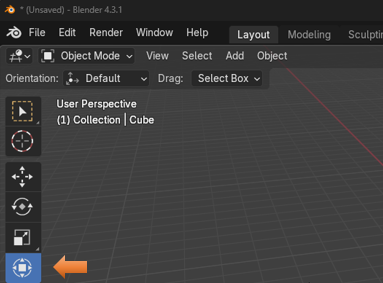 * (Unsaved) - Blender 4.3.1
File Edit Render Window Help Layout Modeling
Object Mode View Select Add Object
Orientation: Default Drag: Select Box
User Perspective
(1) Collection | Cube